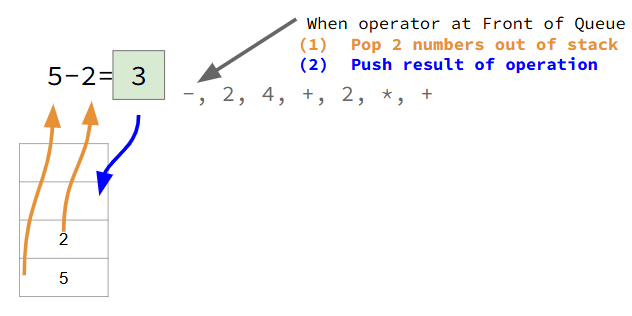 When operator at Front of Queue
(1) Pop 2 numbers out of stack
(2) Push result of operation
5-2= 3
-, 2, 4, +, 2, *, +
2
5